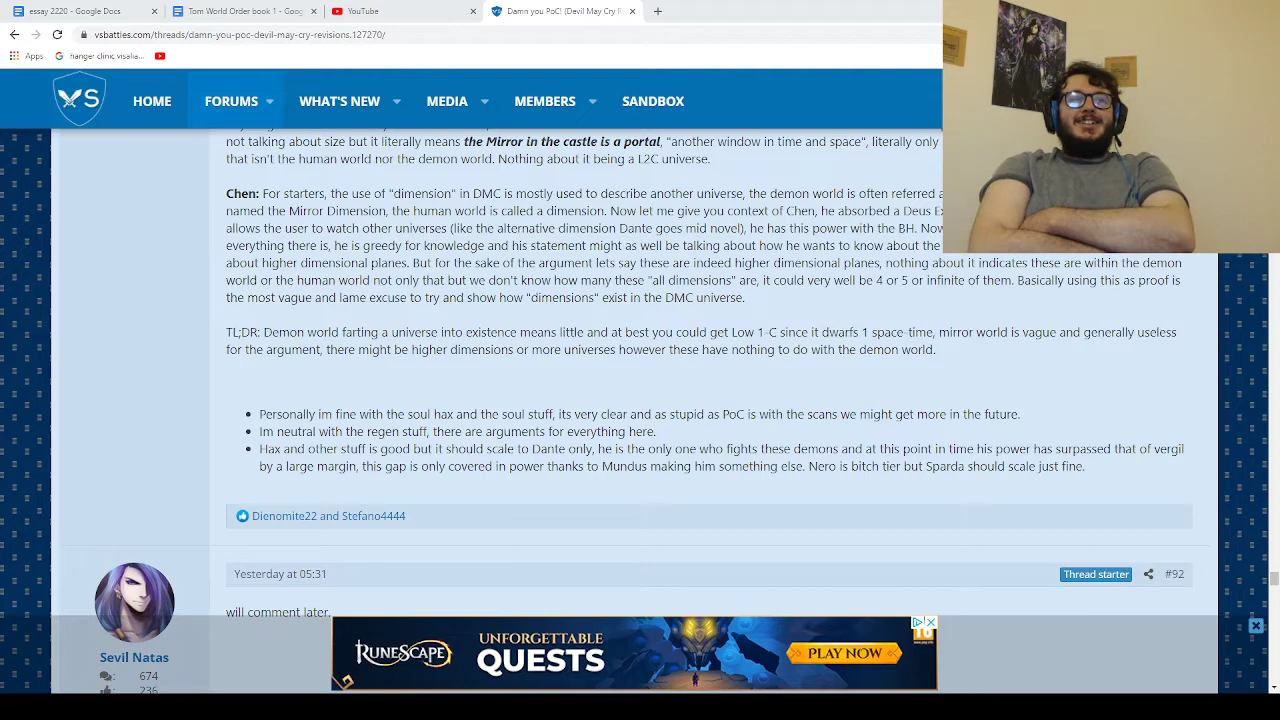 essay 2220 - Google Docs
Tom World Order book 1 - Goog
YouTube
Damn you PoC! (Devil May Cry R
vsbattles.com/threads/damn-you-poc-devil-may-cry-revisions.127270/
Apps
hanger clinic visalia...
VS
HOME
FORUMS
WHAT'S NEW
MEDIA
MEMBERS
SANDBOX
not talking about size but it literally means the Mirror in the castle is a portal, "another window in time and space", literally only
that isn't the human world nor the demon world. Nothing about it being a L2C universe.
Chen: For starters, the use of "dimension" in DMC is mostly used to describe another universe, the demon world is often referred a
named the Mirror Dimension, the human world is called a dimension. Now let me give you context of Chen, he absorbed a Deus Ex
allows the user to watch other universes (like the alternative dimension Dante goes mid novel), he has this power with the BH. Now
everything there is, he is greedy for knowledge and his statement might as well be talking about how he wants to know about the
about higher dimensional planes. But for the sake of the argument lets say these are indeed higher dimensional planes, nothing about it indicates these are within the demon
world or the human world not only that but we don't know how many these "all dimensions" are, it could very well be 4 or 5 or infinite of them. Basically using this as proof is
the most vague and lame excuse to try and show how "dimensions" exist in the DMC universe.
TL;DR: Demon world farting a universe into existence means little and at best you could get Low 1-C since it dwarfs 1 space-time, mirror world is vague and generally useless
for the argument, there might be higher dimensions or more universes however these have nothing to do with the demon world.
Personally im fine with the soul hax and the soul stuff, its very clear and as stupid as PoC is with the scans we might get more in the future.
Im neutral with the regen stuff, there are arguments for everything here.
Hax and other stuff is good but it should scale to Dante only, he is the only one who fights these demons and at this point in time his power has surpassed that of vergil
by a large margin, this gap is only covered in power thanks to Mundus making him something else. Nero is bitch tier but Sparda should scale just fine.
Dienomite22 and Stefano4444
Yesterday at 05:31
Thread starter
#92
will comment later.
Sevil Natas
674
236
RUNESCAPE
UNFORGETTABLE
QUESTS
PLAY NOW
16